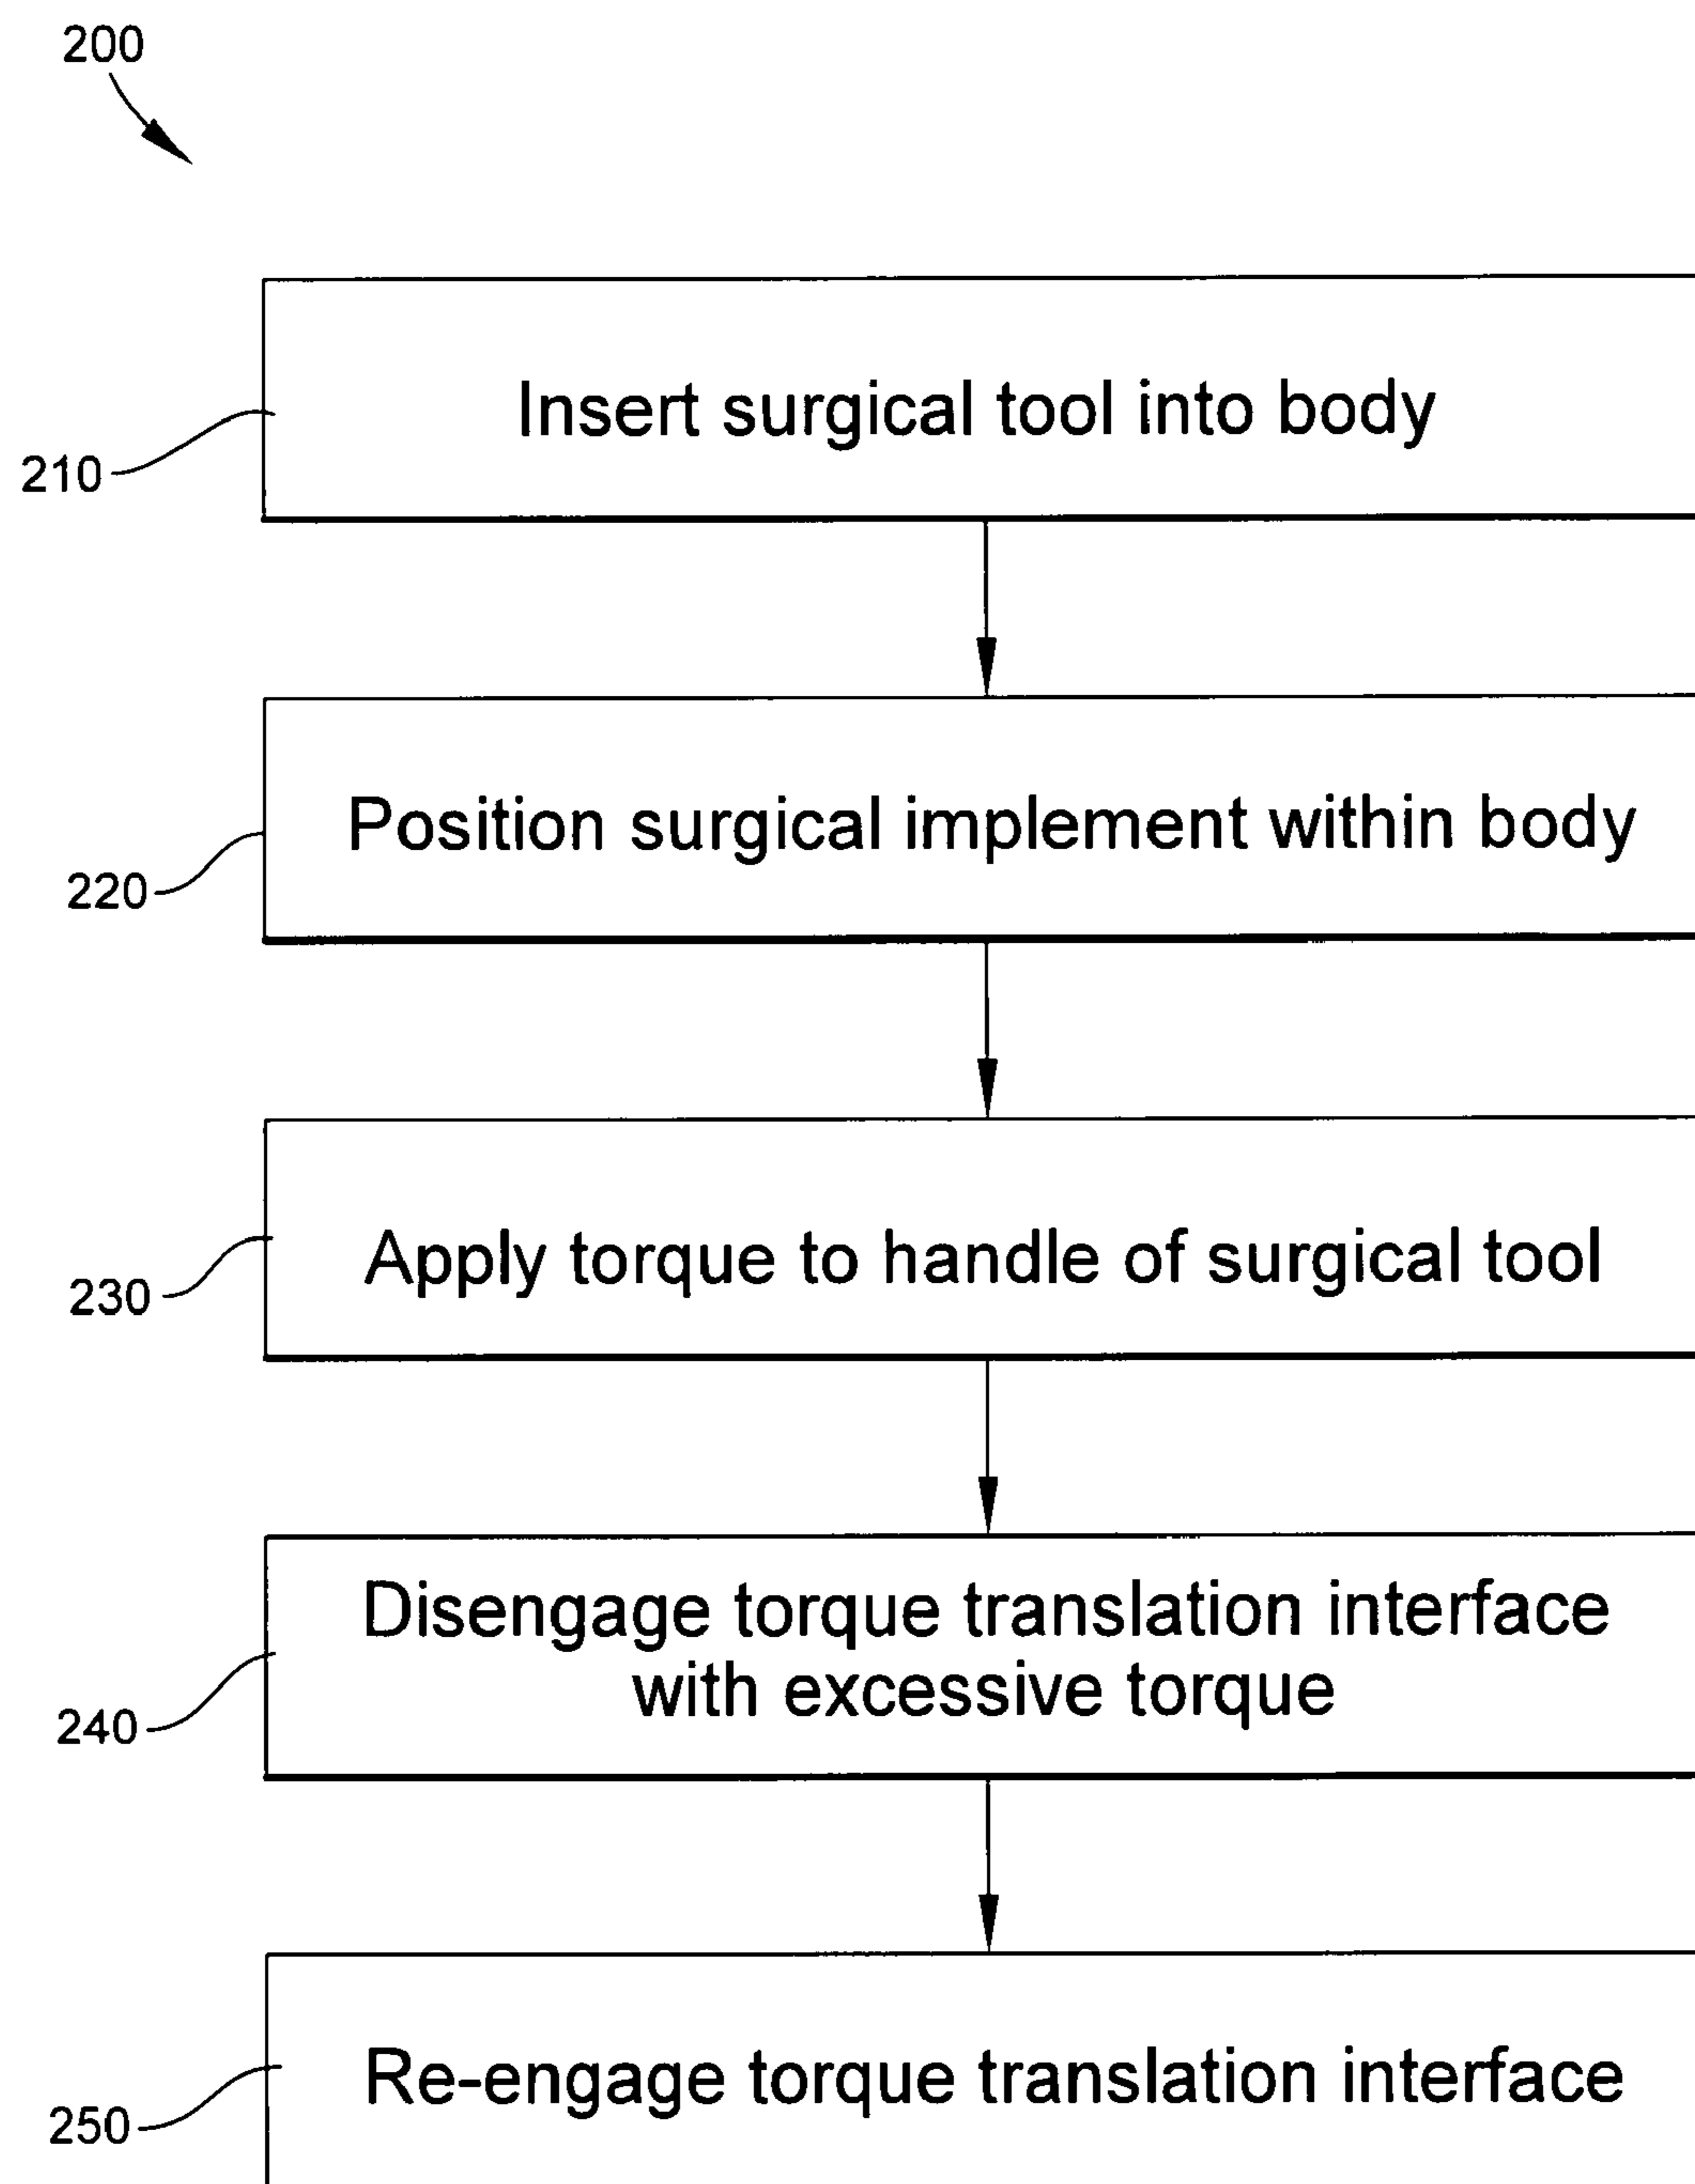 200
Insert surgical tool into body
210
Position surgical implement within body
220
Apply torque to handle of surgical tool
230
Disengage torque translation interface
with excessive torque
240
Re-engage torque translation interface
250